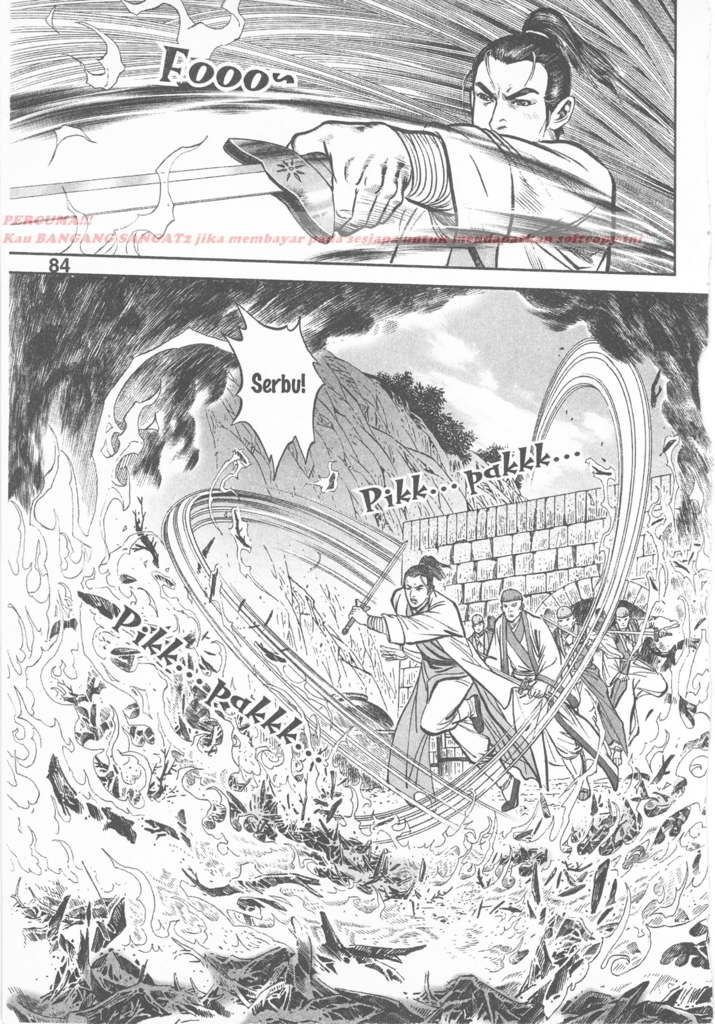 Fooo~
PERCUMA!!!
Kau BANGANG SANGAT2 jika membayar pada sesiapa untuk mendapatkan softcopy ini
84
Serbu!
Pikk... pakkk...
Pikk... pakkk...